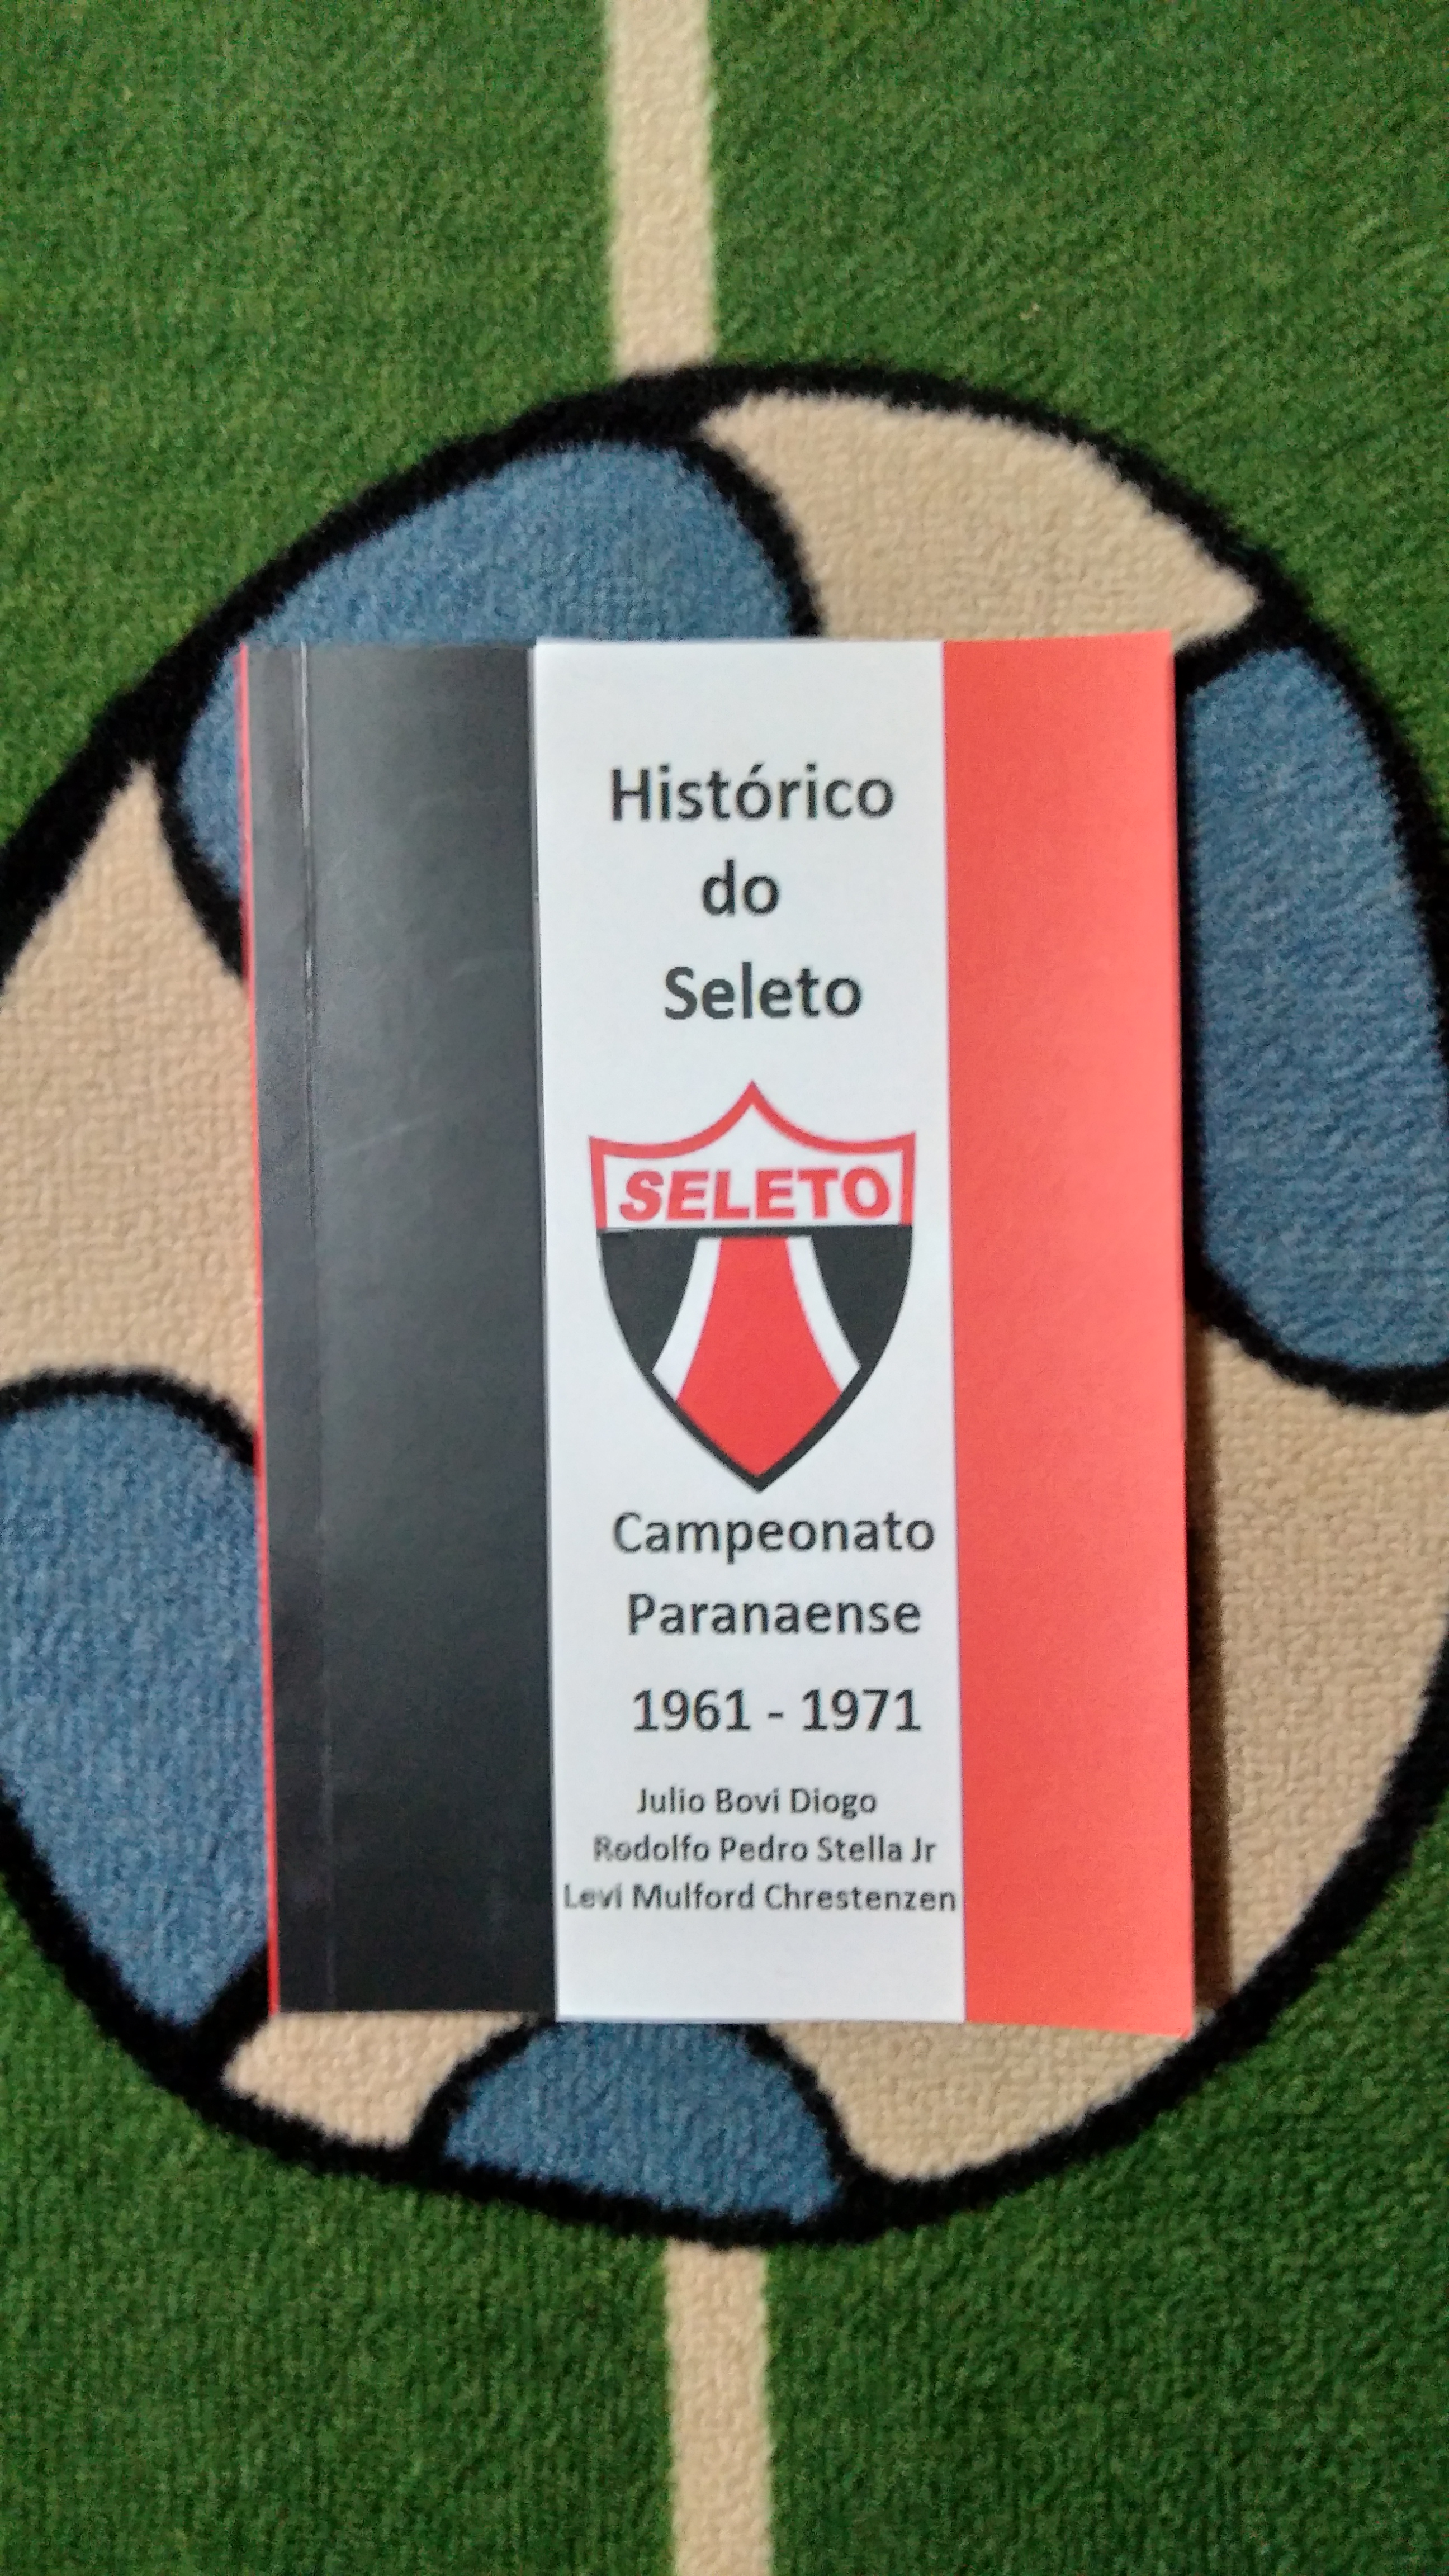 Histórico
do
Seleto
SELETO
Campeonato
Paranaense
1961 - 1971
Julio Bovi Diogo
Rodolfo Pedro Stella Jr
Levi Mulford Chrestenzen